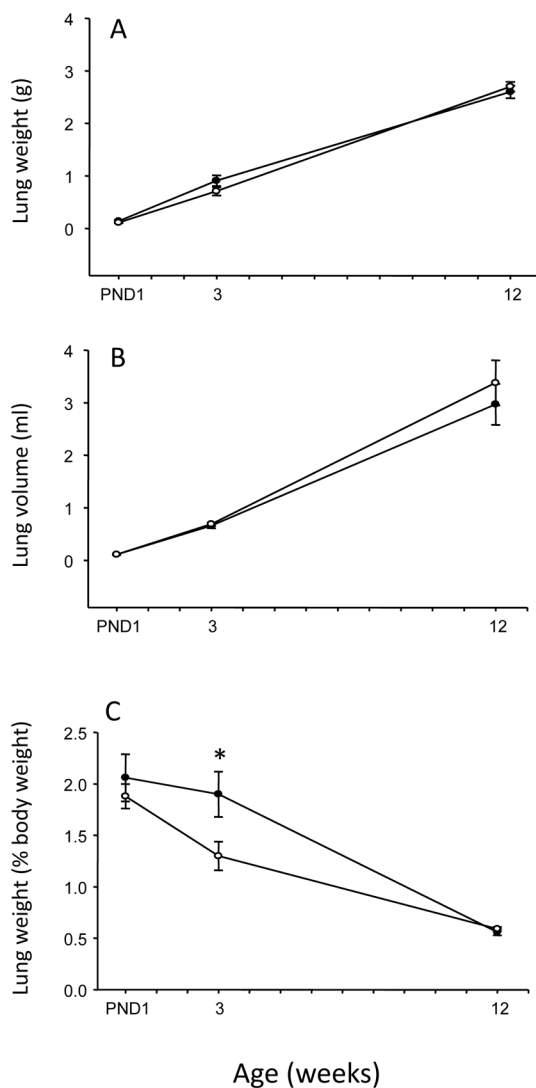 A
Lung weight (g)
4
3
2
1
0
PND1 3 12
B
Lung volume (ml)
4
3
2
1
0
PND1 3 12
C
Lung weight (% body weight)
2.5
2.0
1.5
1.0
0.5
0.0
*
PND1 3 12
Age (weeks)